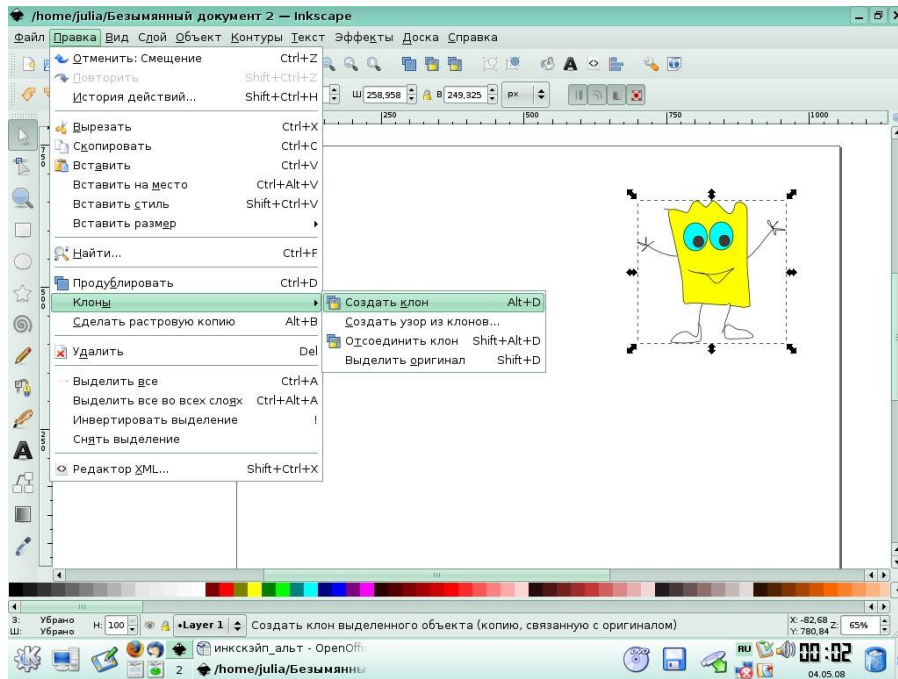 /home/julia/Безымянный документ 2 — Inkscape
Файл Правка Вид Слой Объект Контуры Текст Эффекты Доска Справка
Отменить: Смещение Ctrl+Z
Повторить Shift+Ctrl+Z
История действий... Shift+Ctrl+H
Ш 258,958 В 249,325 px
Вырезать Ctrl+X
Скопировать Ctrl+C
Вставить Ctrl+V
Вставить на место Ctrl+Alt+V
Вставить стиль Shift+Ctrl+V
Вставить размер
Найти... Ctrl+F
Продублировать Ctrl+D
Клоны
Сделать растровую копию Alt+B
Удалить Del
Выделить все Ctrl+A
Выделить все во всех слоях Ctrl+Alt+A
Инвертировать выделение !
Снять выделение
Редактор XML... Shift+Ctrl+X
Создать клон Alt+D
Создать узор из клонов...
Отсоединить клон Shift+Alt+D
Выделить оригинал Shift+D
250 500 750 1000
750
500
250
З: Убрано
Ш: Убрано
Н: 100 •Layer 1 Создать клон выделенного объекта (копию, связанную с оригиналом)
X: -82,68
Y: 780,84
Z: 65%
инкскэйп_альт - OpenOffi
2 /home/julia/Безымянны
RU
00:02
04.05.08